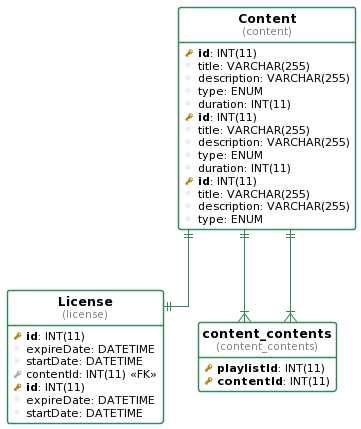 Content
(content)
id: INT(11)
title: VARCHAR(255)
description: VARCHAR(255)
type: ENUM
duration: INT(11)
id: INT(11)
title: VARCHAR(255)
description: VARCHAR(255)
type: ENUM
duration: INT(11)
id: INT(11)
title: VARCHAR(255)
description: VARCHAR(255)
type: ENUM
License
(license)
id: INT(11)
expireDate: DATETIME
startDate: DATETIME
contentId: INT(11) «FK»
id: INT(11)
expireDate: DATETIME
startDate: DATETIME
content_contents
(content_contents)
playlistId: INT(11)
contentId: INT(11)